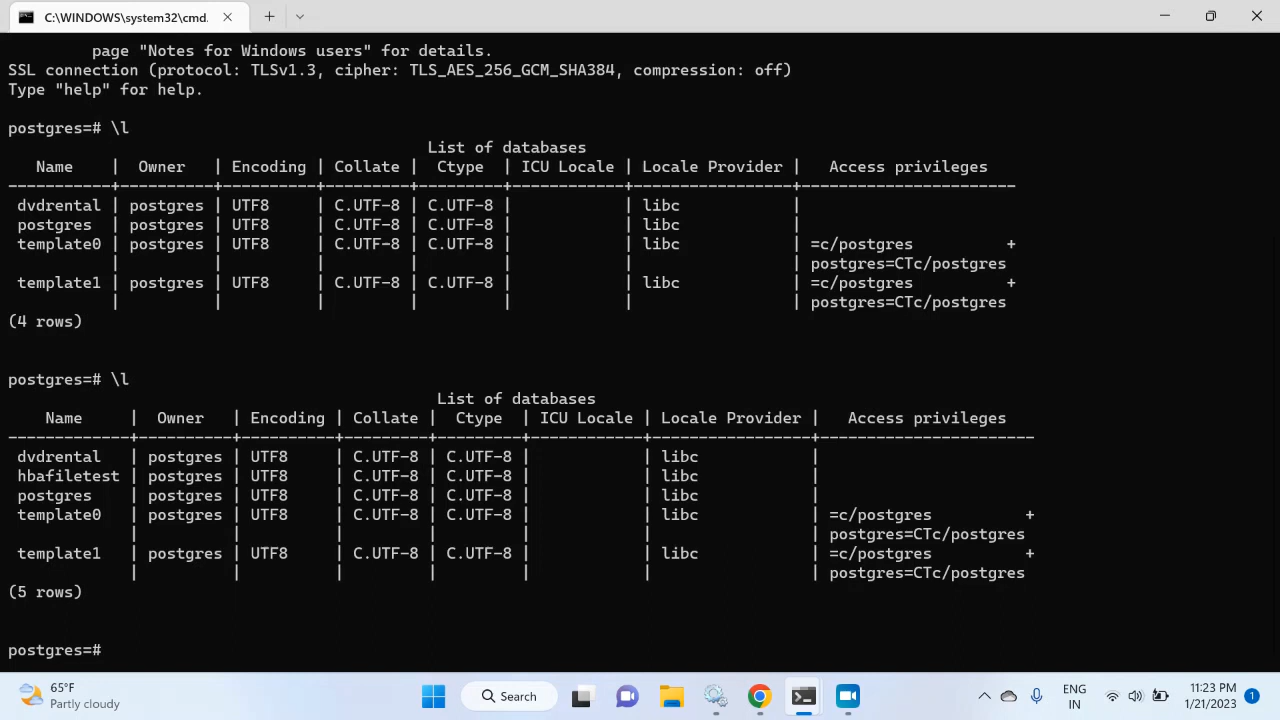 C:\WINDOWS\system32\cmd.
page "Notes for Windows users" for details.
SSL connection (protocol: TLSv1.3, cipher: TLS_AES_256_GCM_SHA384, compression: off)
Type "help" for help.
postgres=# \l
List of databases
Name | Owner | Encoding | Collate | Ctype | ICU Locale | Locale Provider | Access privileges
-----------+----------+----------+---------+---------+------------+-----------------+-----------------------
dvdrental | postgres | UTF8 | C.UTF-8 | C.UTF-8 | | libc |
postgres | postgres | UTF8 | C.UTF-8 | C.UTF-8 | | libc |
template0 | postgres | UTF8 | C.UTF-8 | C.UTF-8 | | libc | =c/postgres +
| | | | | | | postgres=CTc/postgres
template1 | postgres | UTF8 | C.UTF-8 | C.UTF-8 | | libc | =c/postgres +
| | | | | | | postgres=CTc/postgres
(4 rows)
postgres=# \l
List of databases
Name | Owner | Encoding | Collate | Ctype | ICU Locale | Locale Provider | Access privileges
-------------+----------+----------+---------+---------+------------+-----------------+-----------------------
dvdrental | postgres | UTF8 | C.UTF-8 | C.UTF-8 | | libc |
hbafiletest | postgres | UTF8 | C.UTF-8 | C.UTF-8 | | libc |
postgres | postgres | UTF8 | C.UTF-8 | C.UTF-8 | | libc |
template0 | postgres | UTF8 | C.UTF-8 | C.UTF-8 | | libc | =c/postgres +
| | | | | | | postgres=CTc/postgres
template1 | postgres | UTF8 | C.UTF-8 | C.UTF-8 | | libc | =c/postgres +
| | | | | | | postgres=CTc/postgres
(5 rows)
postgres=#
65°F
Partly cloudy
Search
ENG
IN
11:23 PM
1/21/2023
1